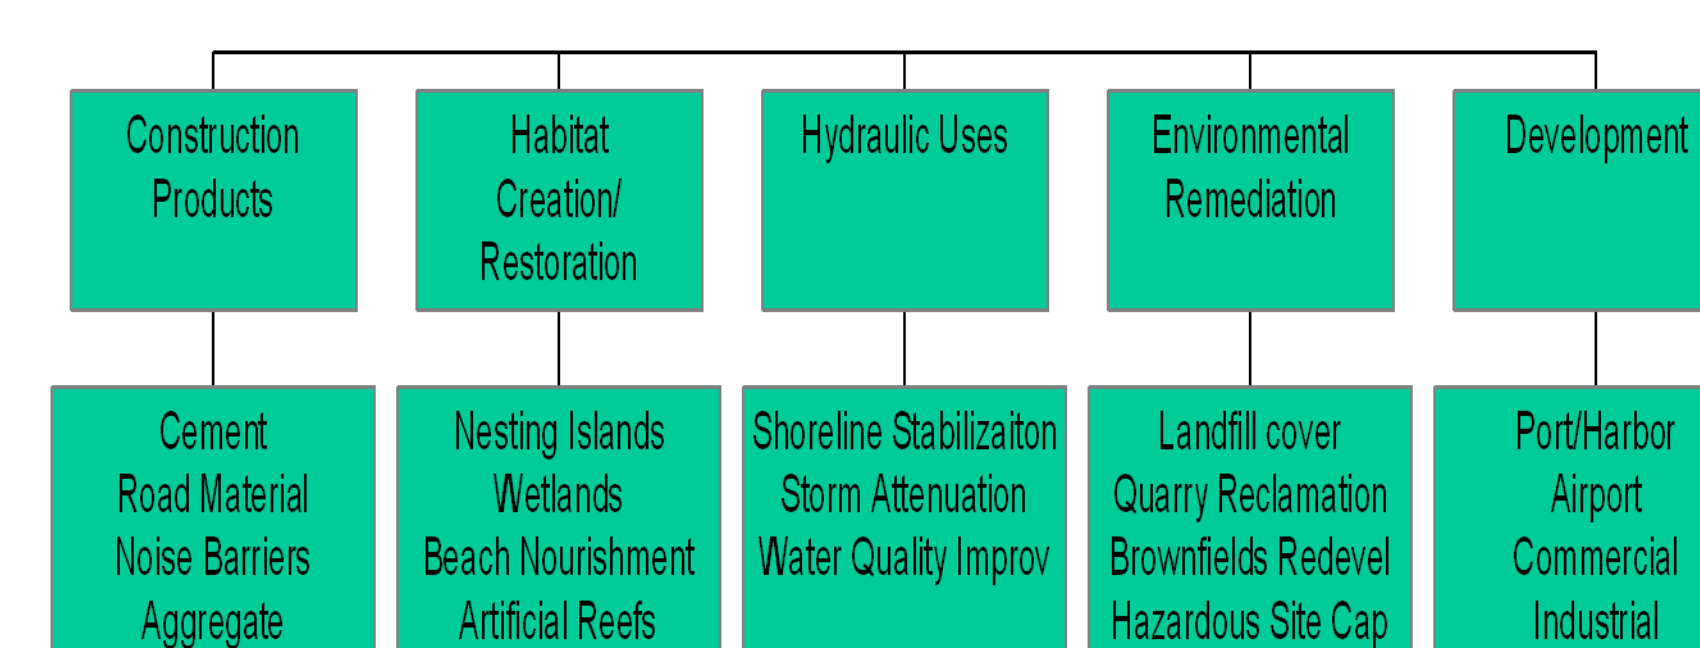 Construction
Products
Habitat
Creation/
Restoration
Hydraulic Uses
Environmental
Remediation
Development
Cement
Road Material
Noise Barriers
Aggregate
Nesting Islands
Wetlands
Beach Nourishment
Artificial Reefs
Shoreline Stabilizaiton
Storm Attenuation
Water Quality Improv
Landfill cover
Quarry Reclamation
Brownfields Redevel
Hazardous Site Cap
Port/Harbor
Airport
Commercial
Industrial